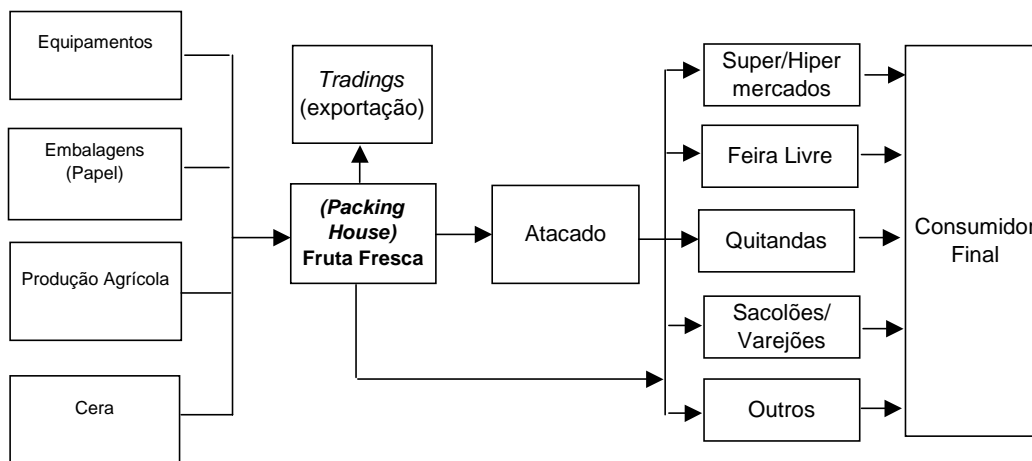 Equipamentos
Embalagens
(Papel)
Produção Agrícola
Cera
Tradings
(exportação)
(Packing
House)
Fruta Fresca
Atacado
Super/Hiper
mercados
Feira Livre
Quitandas
Sacolões/
Varejões
Outros
Consumidor
Final